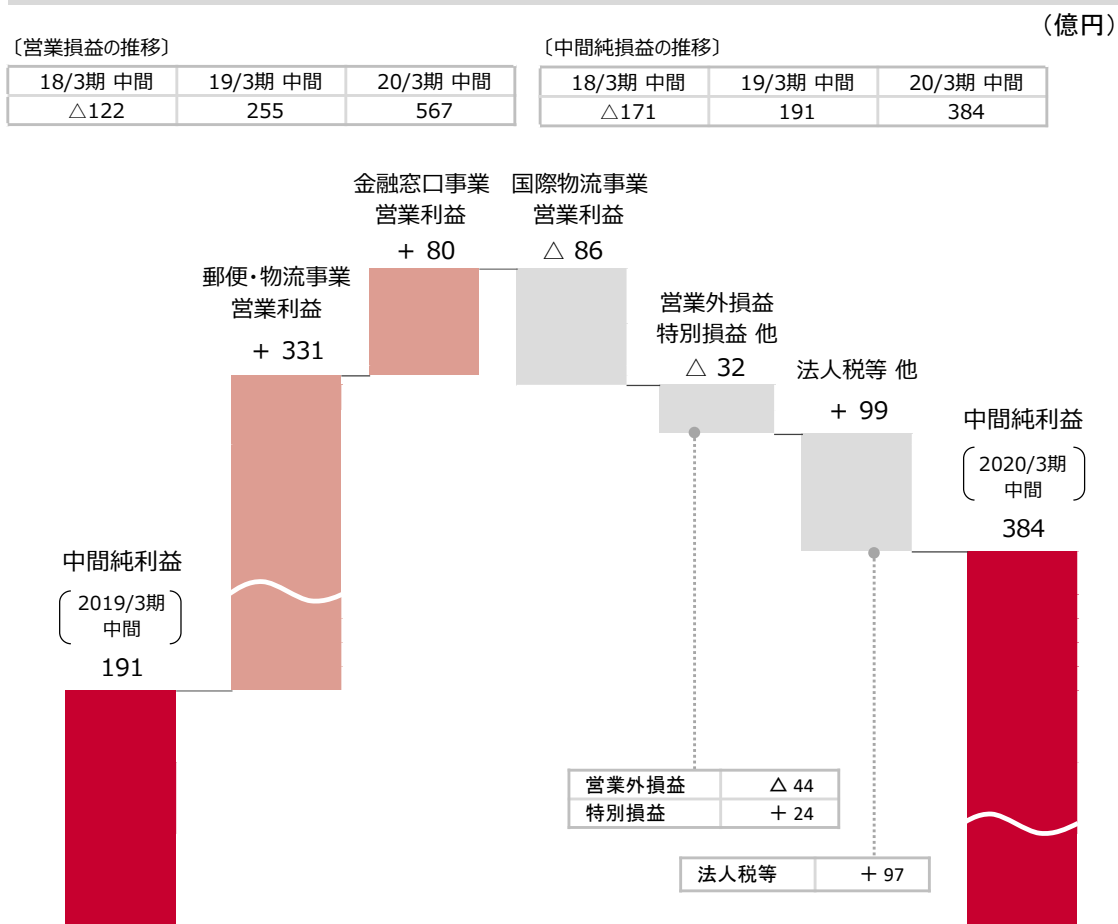 （億円）
〔営業損益の推移〕
18/3期 中間 19/3期 中間 20/3期 中間
△122 255 567
〔中間純損益の推移〕
18/3期 中間 19/3期 中間 20/3期 中間
△171 191 384
金融窓口事業
営業利益
＋ 80
国際物流事業
営業利益
△ 86
郵便・物流事業
営業利益
＋ 331
営業外損益
特別損益 他
△ 32
法人税等 他
＋ 99
中間純利益
2020/3期
中間
384
中間純利益
2019/3期
中間
191
営業外損益 △ 44
特別損益 ＋ 24
法人税等 ＋ 97